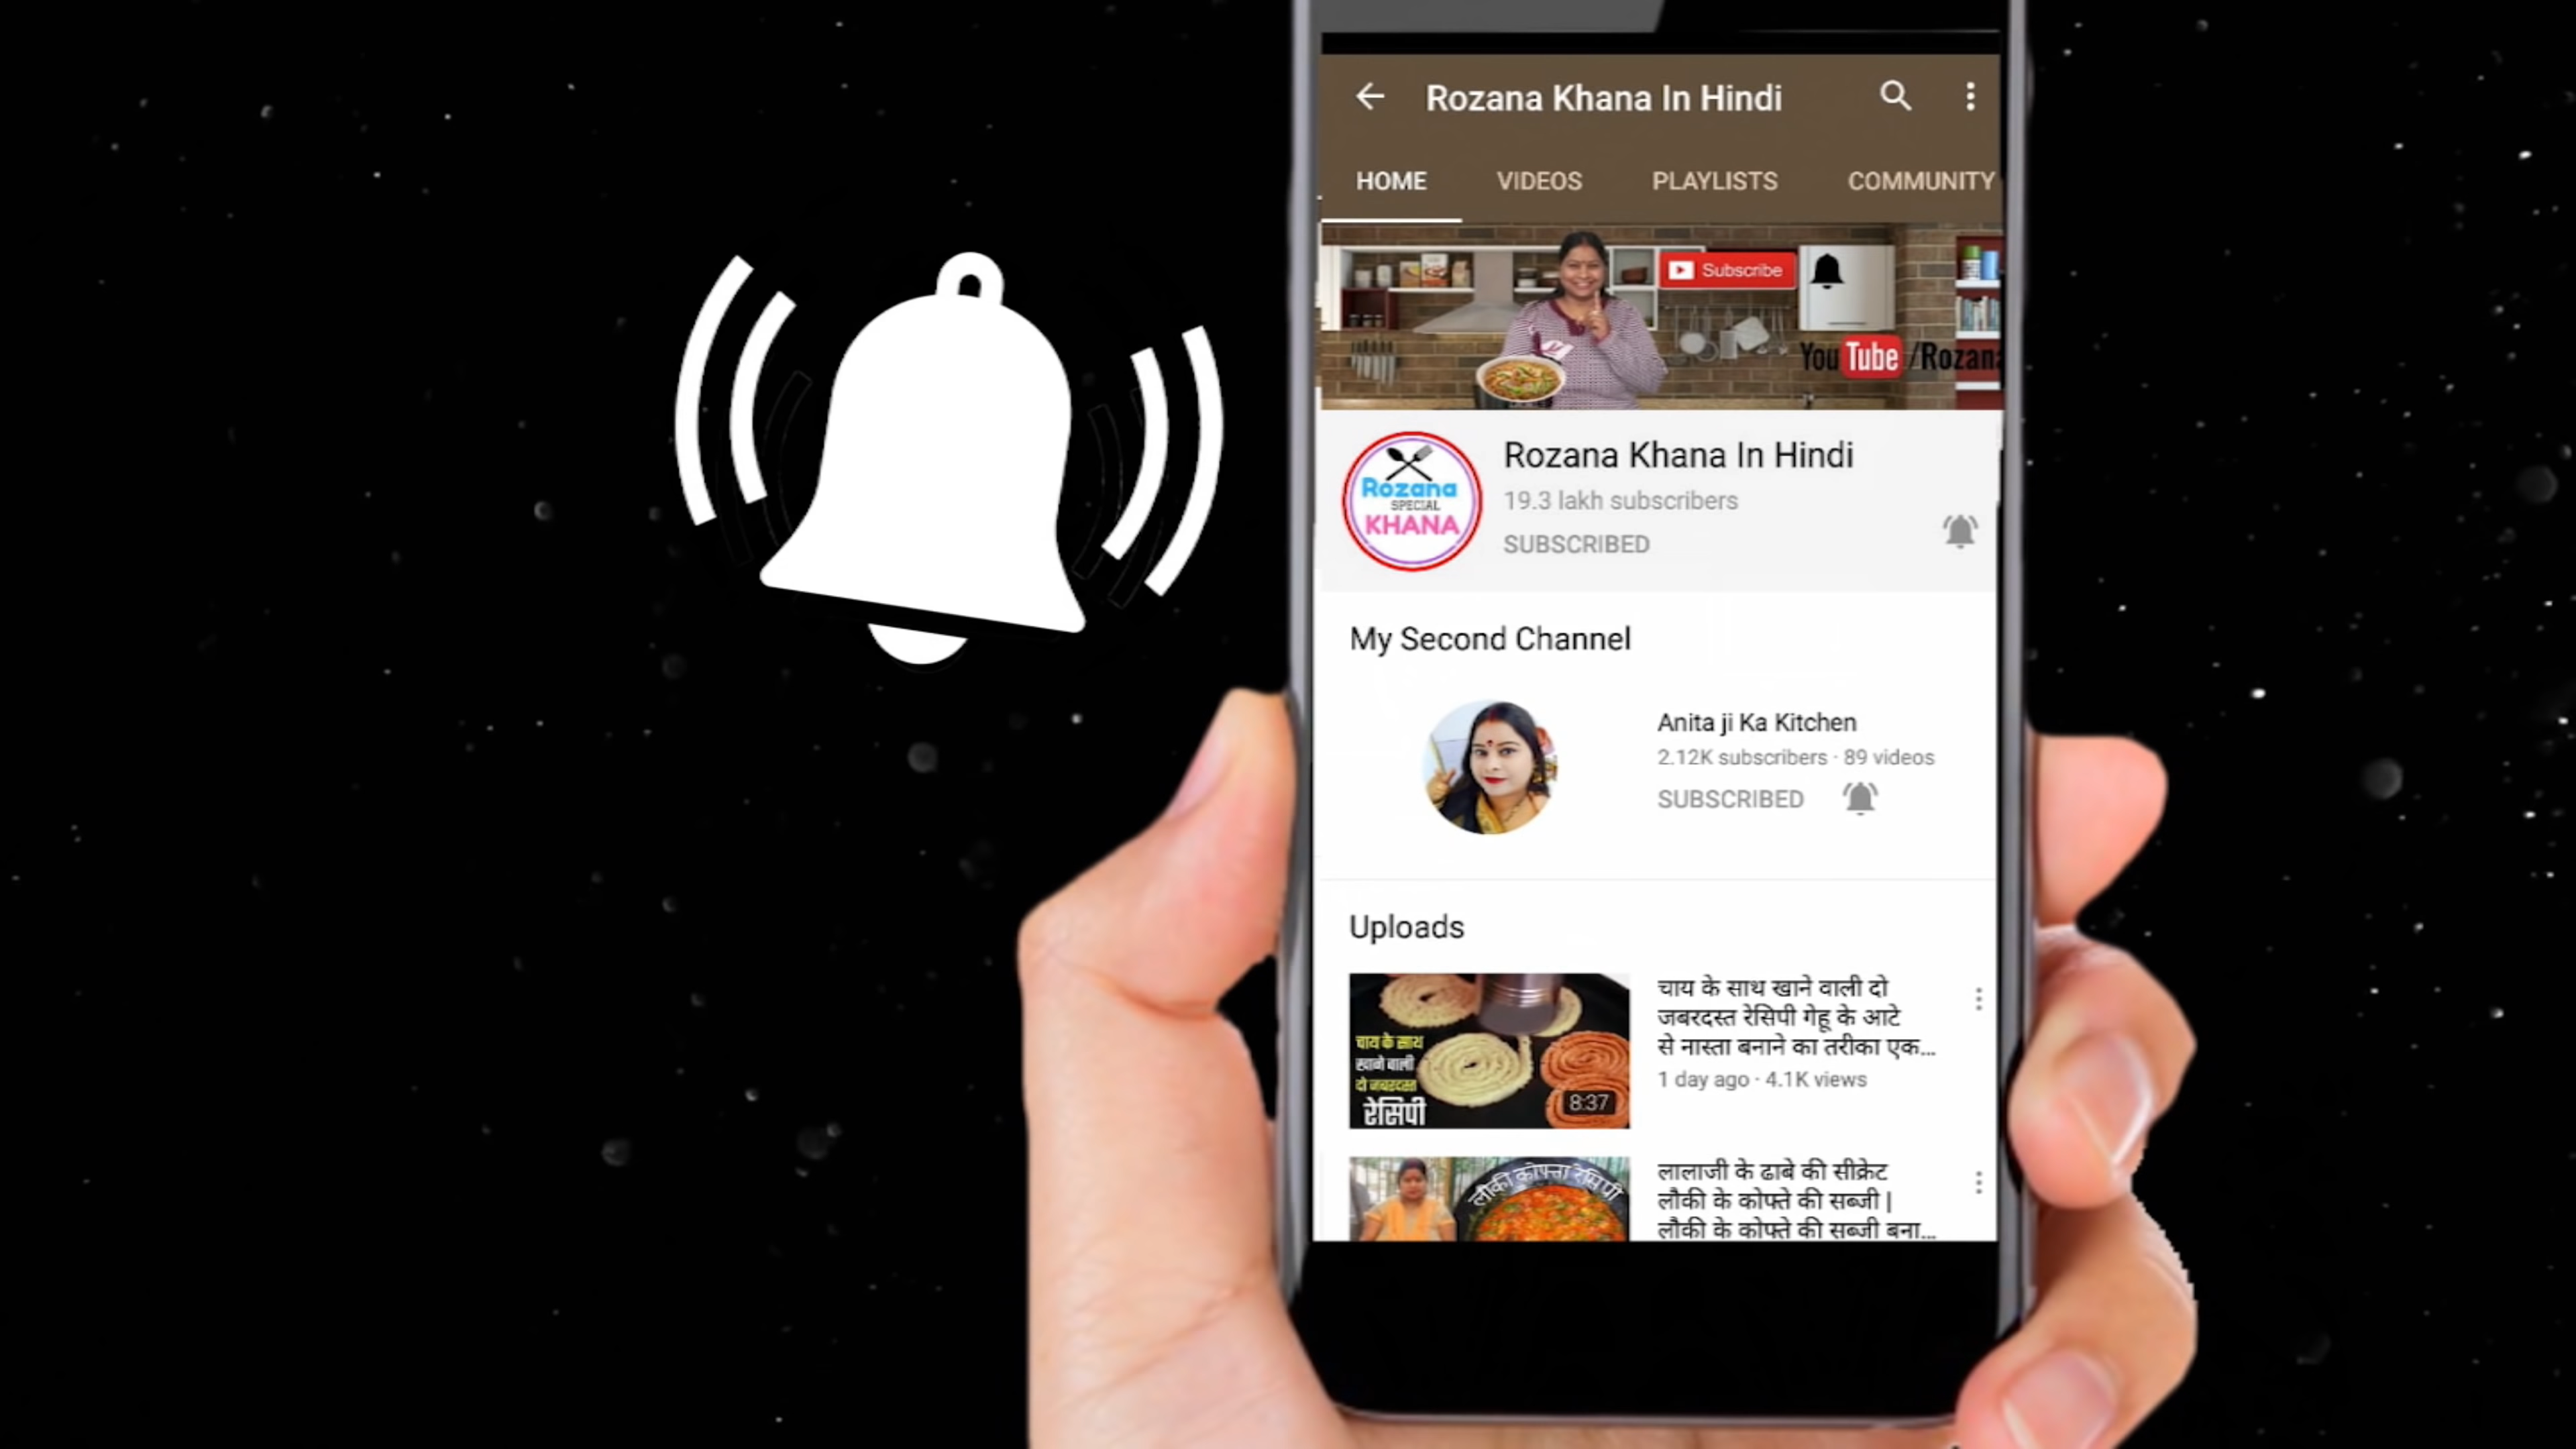 Rozana Khana In Hindi
HOME VIDEOS PLAYLISTS COMMUNITY
Subscribe
YouTube /Rozana
Rozana
SPECIAL
KHANA
Rozana Khana In Hindi
19.3 lakh subscribers
SUBSCRIBED
My Second Channel
Anita ji Ka Kitchen
2.12K subscribers · 89 videos
SUBSCRIBED
Uploads
चाय के साथ
खाने वाली
दो जबरदस्त
रेसिपी
8:37
चाय के साथ खाने वाली दो
जबरदस्त रेसिपी गेहू के आटे
से नास्ता बनाने का तरीका एक...
1 day ago · 4.1K views
लौकी कोफ्ता रेसिपी
लालाजी के ढाबे की सीक्रेट
लौकी के कोफ्ते की सब्जी |
लौकी के कोफ्ते की सब्जी बना...